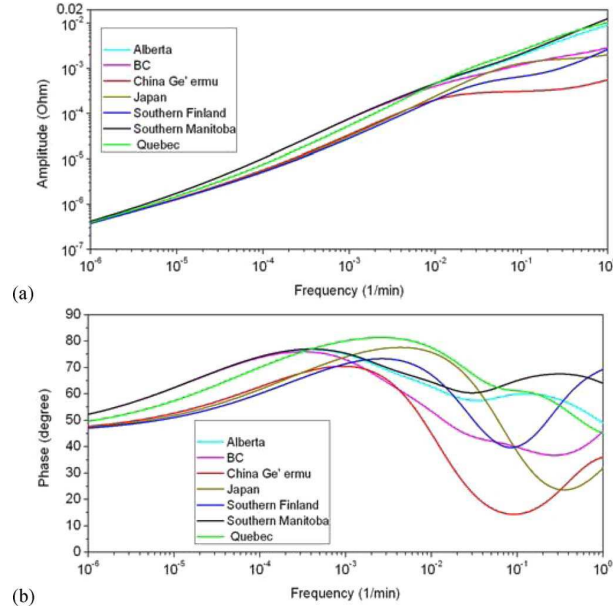 0.02
10⁻²
10⁻³
10⁻⁴
10⁻⁵
10⁻⁶
10⁻⁷
Amplitude (Ohm)
Alberta
BC
China Ge' ermu
Japan
Southern Finland
Southern Manitoba
Quebec
10⁻⁶ 10⁻⁵ 10⁻⁴ 10⁻³ 10⁻² 10⁻¹ 10
Frequency (1/min)
(a)
90
80
70
60
50
40
30
20
10
0
Phase (degree)
Alberta
BC
China Ge' ermu
Japan
Southern Finland
Southern Manitoba
Quebec
10⁻⁶ 10⁻⁵ 10⁻⁴ 10⁻³ 10⁻² 10⁻¹ 10⁰
Frequency (1/min)
(b)